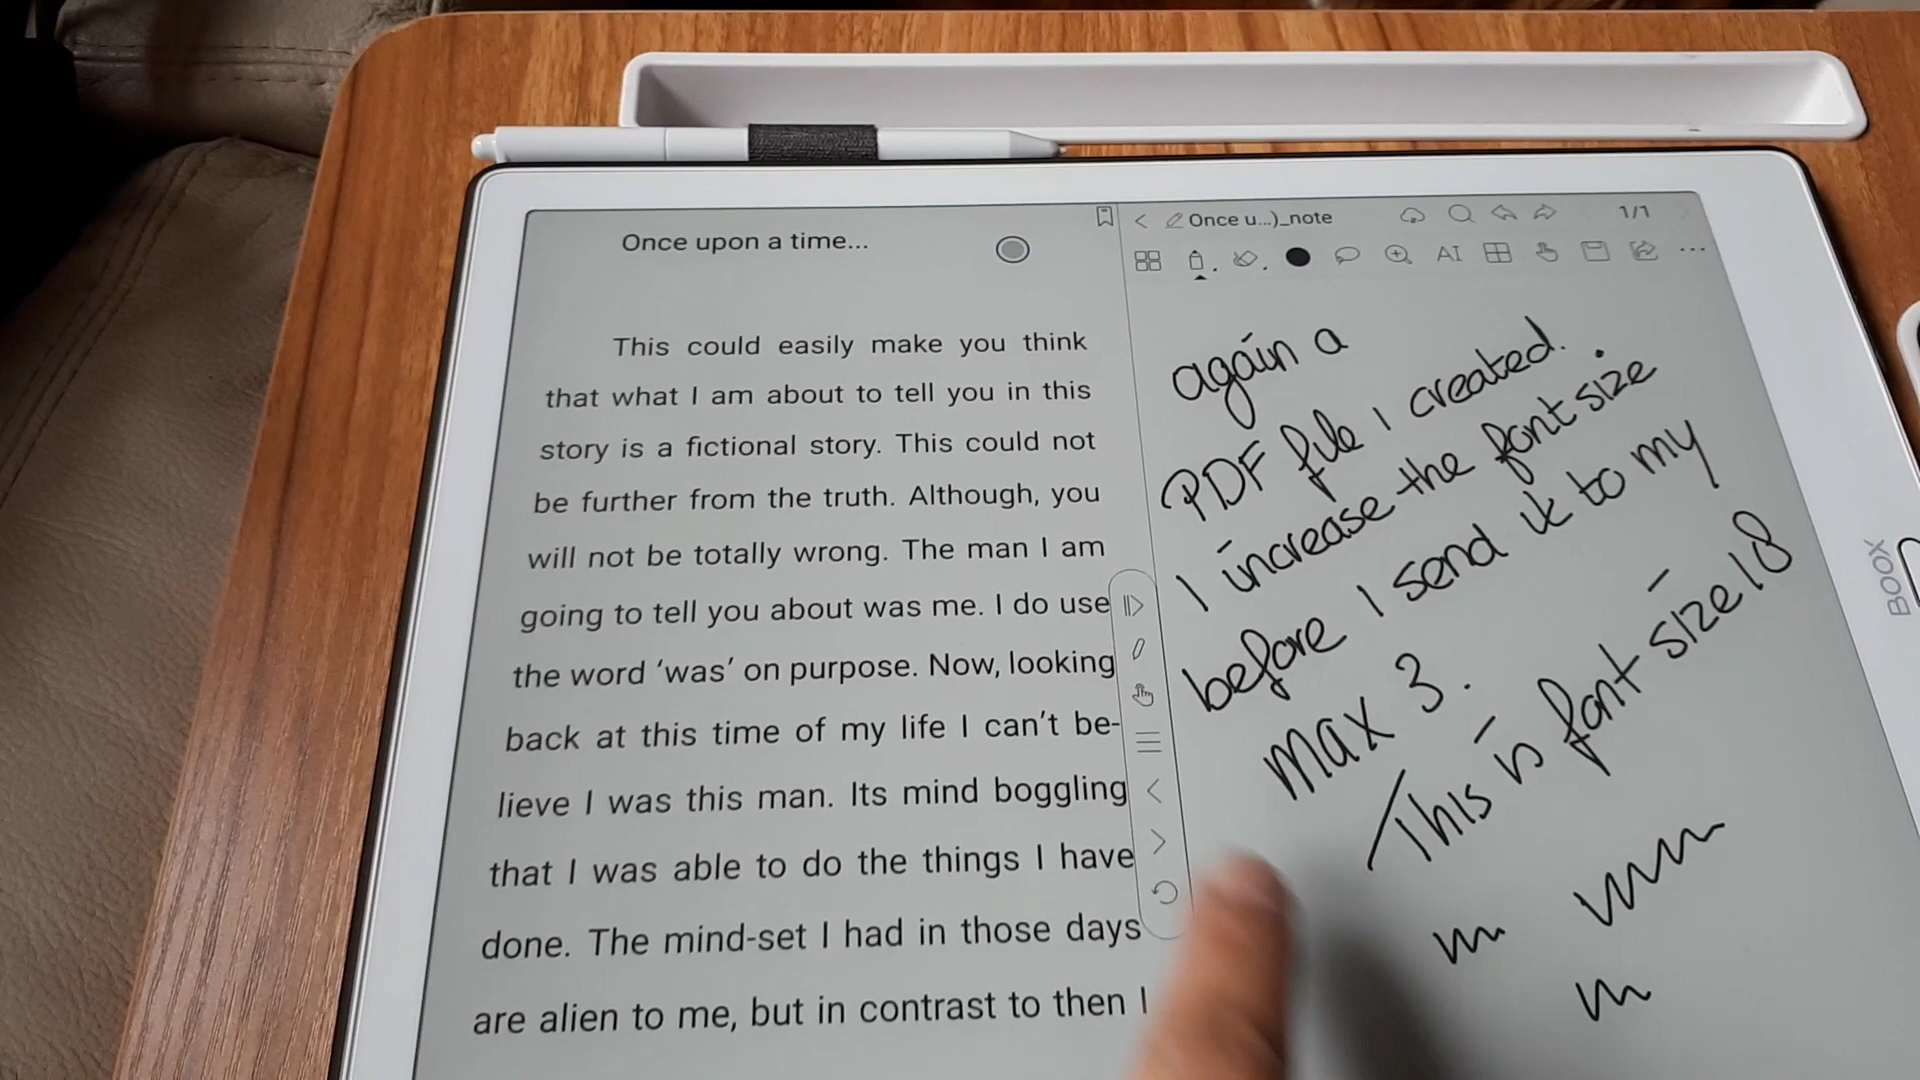 Once upon a time...
This could easily make you think
that what I am about to tell you in this
story is a fictional story. This could not
be further from the truth. Although, you
will not be totally wrong. The man I am
going to tell you about was me. I do use
the word ‘was’ on purpose. Now, looking
back at this time of my life I can’t be-
lieve I was this man. Its mind boggling
that I was able to do the things I have
done. The mind-set I had in those days
are alien to me, but in contrast to then I
Once u...)_note
1/1
AI
again a
PDF file I created.
I increase the font size
before I send it to my
max 3.
This is font size 18
BOOX